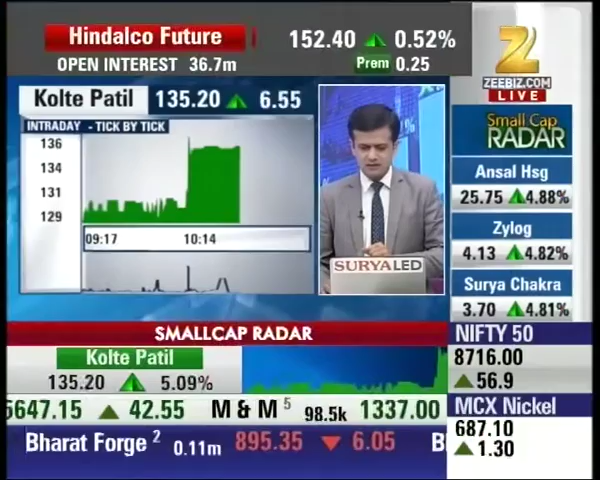 Hindalco Future
152.40 0.52%
OPEN INTEREST 36.7m
Prem 0.25
Z
ZEEBIZ.COM
LIVE
Kolte Patil 135.20 6.55
INTRADAY - TICK BY TICK
136
134
131
129
09:17 10:14
SURYA LED
Small Cap
RADAR
Ansal Hsg
25.75 4.88%
Zylog
4.13 4.82%
Surya Chakra
3.70 4.81%
SMALLCAP RADAR
Kolte Patil
135.20 5.09%
NIFTY 50
8716.00
56.9
6647.15 42.55 M & M 5 98.5k 1337.00
MCX Nickel
687.10
1.30
Bharat Forge 2 0.11m 895.35 6.05